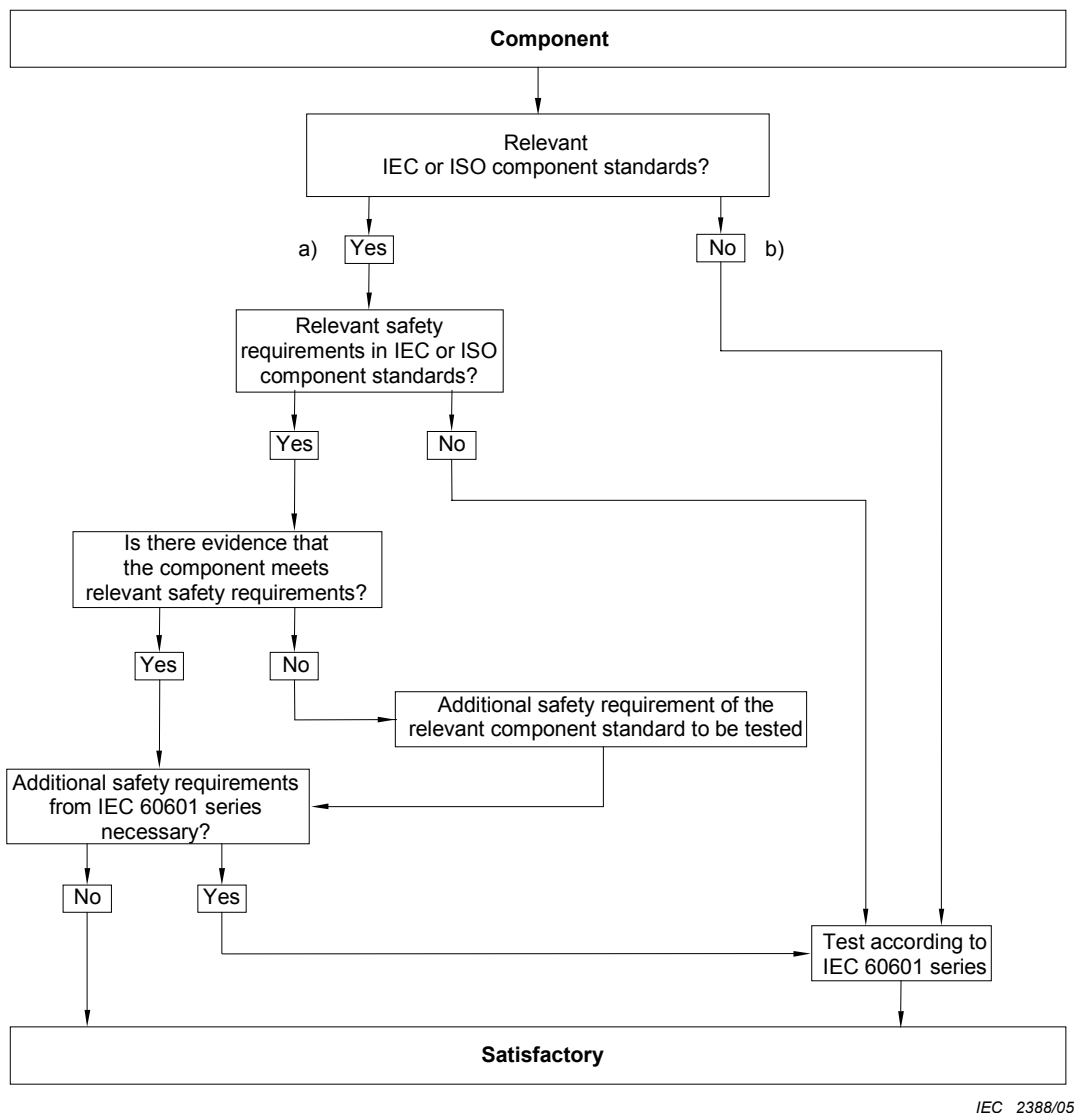 Component
Relevant
IEC or ISO component standards?
a)
Yes
No
b)
Relevant safety
requirements in IEC or ISO
component standards?
Yes
No
Is there evidence that
the component meets
relevant safety requirements?
Yes
No
Additional safety requirement of the
relevant component standard to be tested
Additional safety requirements
from IEC 60601 series
necessary?
No
Yes
Test according to
IEC 60601 series
Satisfactory
IEC 2388/05